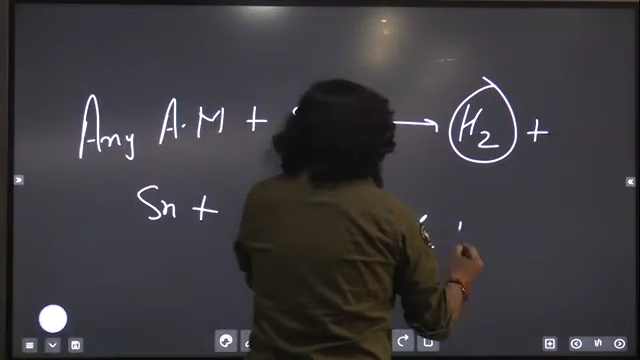 Any A.M + → H₂ +
Sn +